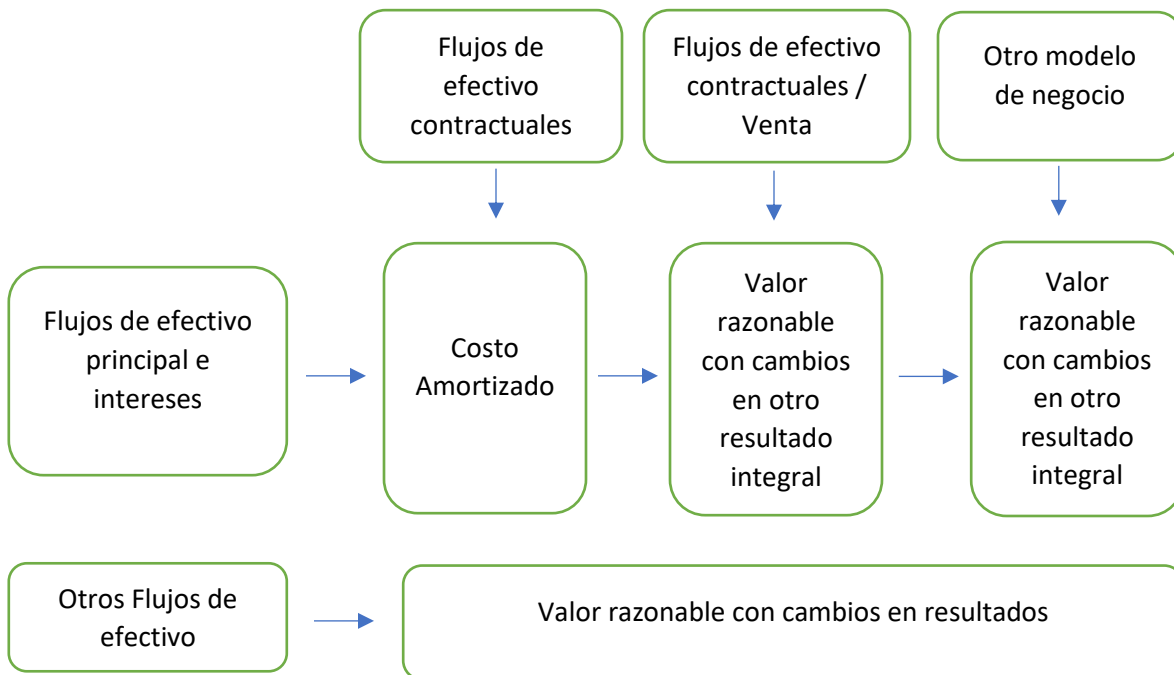 Flujos de
efectivo
contractuales
Flujos de efectivo
contractuales /
Venta
Otro modelo
de negocio
Flujos de efectivo
principal e
intereses
Costo
Amortizado
Valor
razonable
con cambios
en otro
resultado
integral
Valor
razonable
con cambios
en otro
resultado
integral
Otros Flujos de
efectivo
Valor razonable con cambios en resultados